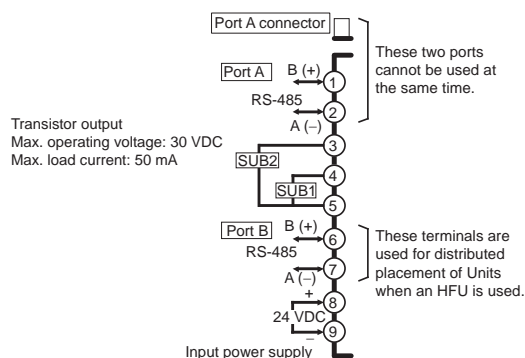 Port A connector
These two ports
cannot be used at
the same time.
Port A
B (+)
1
RS-485
2
A (−)
Transistor output
Max. operating voltage: 30 VDC
Max. load current: 50 mA
3
SUB2
4
SUB1
5
Port B
B (+)
6
RS-485
7
A (−)
These terminals are
used for distributed
placement of Units
when an HFU is used.
+
8
24 VDC
9
−
Input power supply